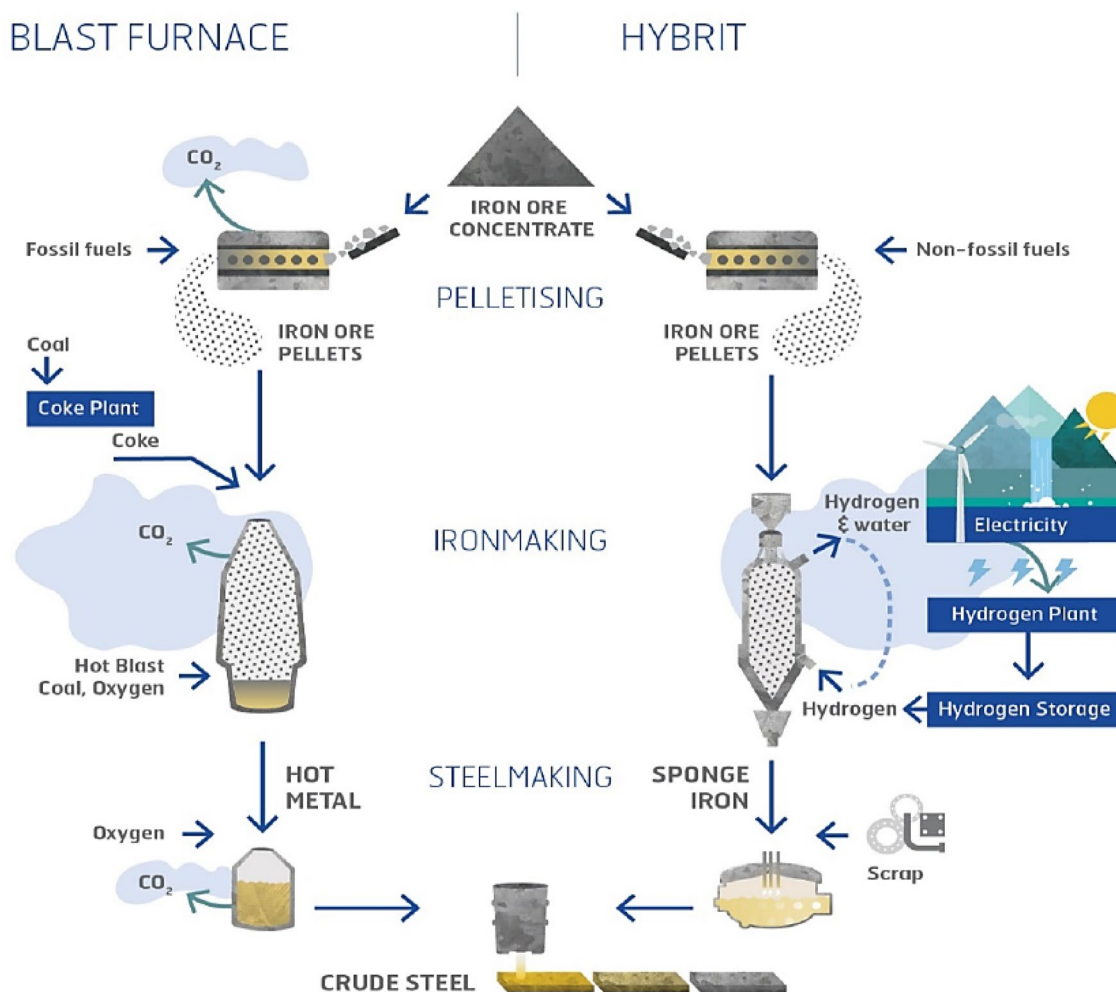 BLAST FURNACE
HYBRIT
CO₂
IRON ORE
CONCENTRATE
Fossil fuels
Non-fossil fuels
PELLETISING
IRON ORE
PELLETS
IRON ORE
PELLETS
Coal
Coke Plant
Coke
CO₂
IRONMAKING
Hydrogen
& water
Electricity
Hydrogen Plant
Hot Blast
Coal, Oxygen
Hydrogen
Hydrogen Storage
HOT
METAL
STEELMAKING
SPONGE
IRON
Oxygen
CO₂
Scrap
CRUDE STEEL